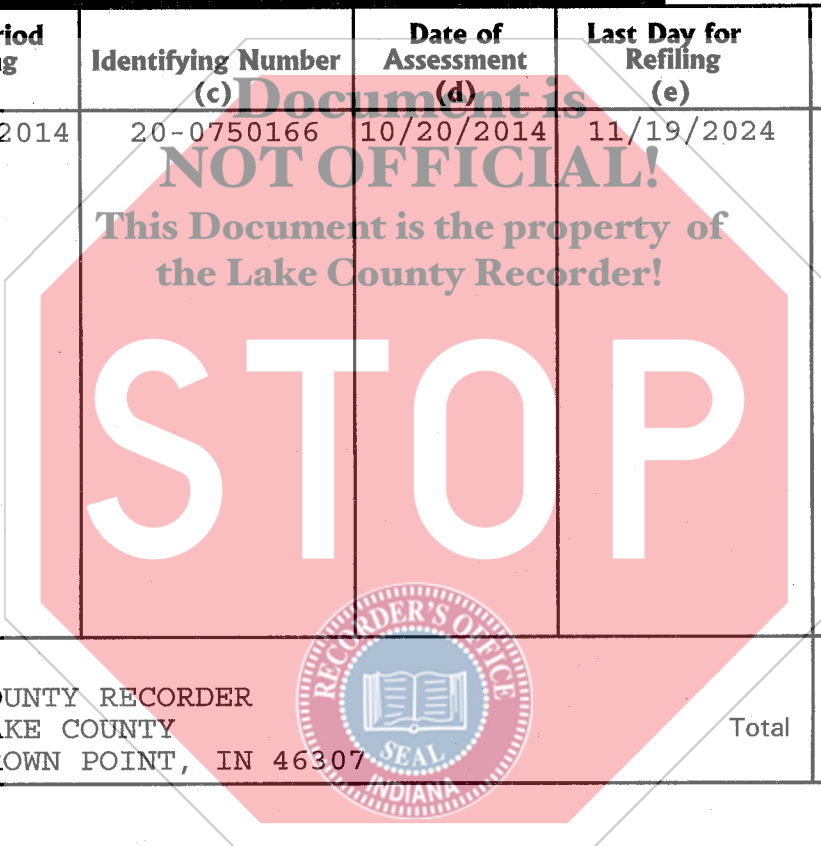 riod
g
Identifying Number
(c)
Date of
Assessment
(d)
Last Day for
Refiling
(e)
Document is
2014 20-0750166 10/20/2014 11/19/2024
NOT OFFICIAL!
This Document is the property of
the Lake County Recorder!
STOP
RECORDER'S OFFICE
SEAL
INDIANA
OUNTY RECORDER
AKE COUNTY
ROWN POINT, IN 46307
Total